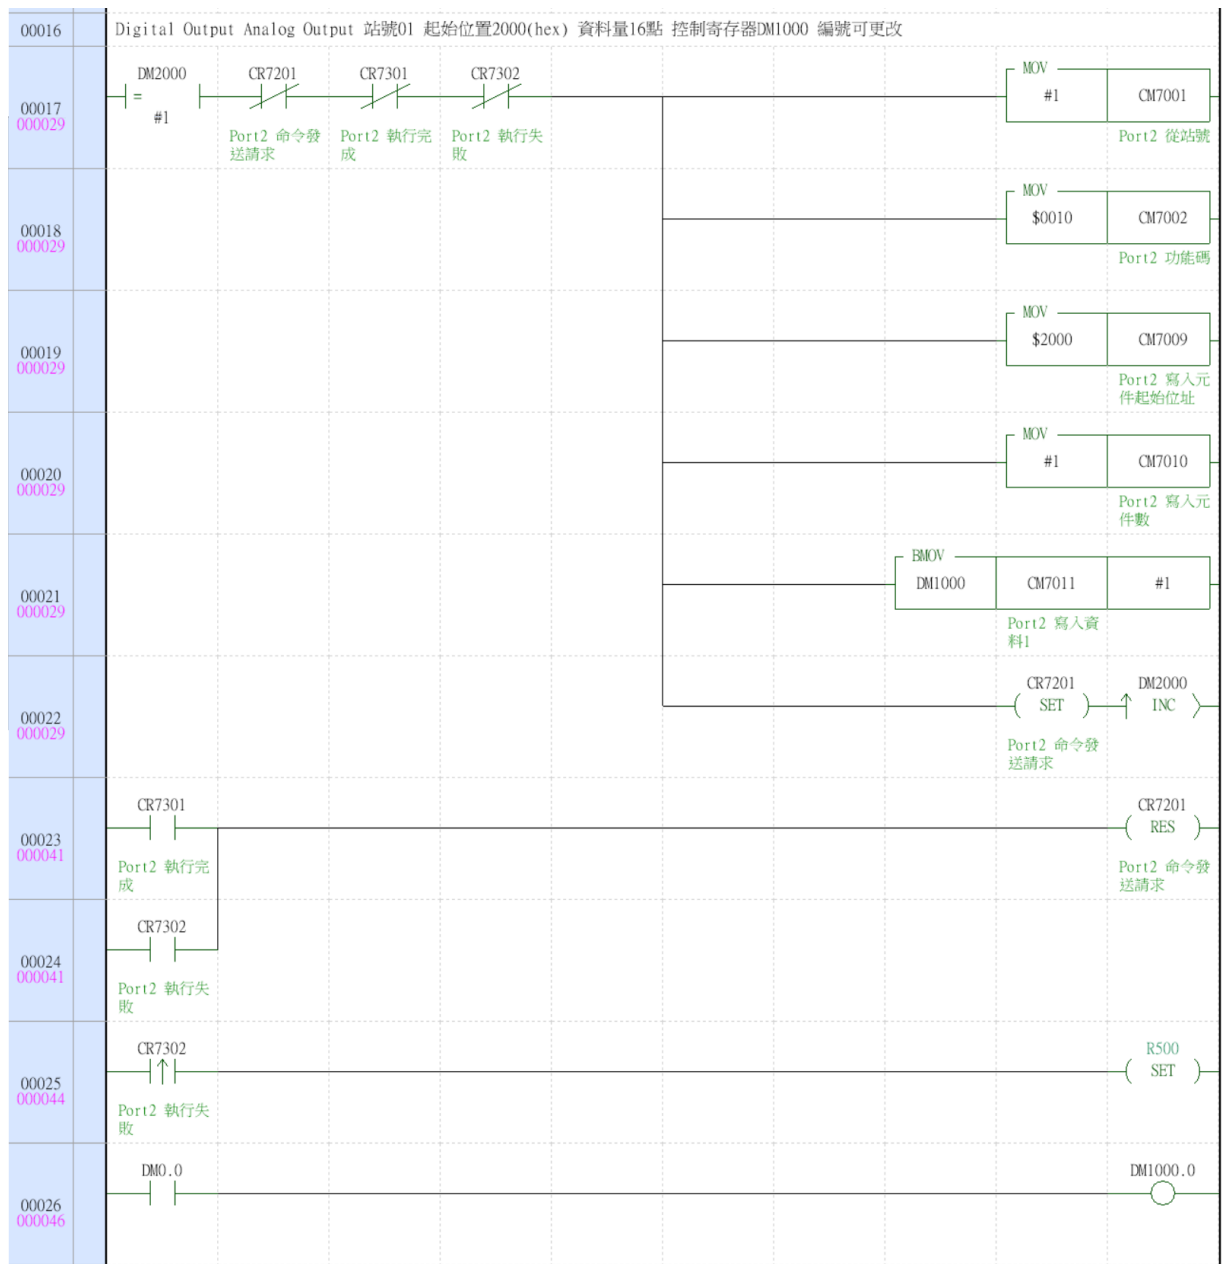 00016
Digital Output Analog Output 站號01 起始位置2000(hex) 資料量16點 控制寄存器DM1000 編號可更改
00017
000029
DM2000
=
#1
CR7201
Port2 命令發
送請求
CR7301
Port2 執行完
成
CR7302
Port2 執行失
敗
MOV
#1
CM7001
Port2 從站號
00018
000029
MOV
$0010
CM7002
Port2 功能碼
00019
000029
MOV
$2000
CM7009
Port2 寫入元
件起始位址
00020
000029
MOV
#1
CM7010
Port2 寫入元
件數
00021
000029
BMOV
DM1000
CM7011
#1
Port2 寫入資
料1
00022
000029
CR7201
SET
Port2 命令發
送請求
DM2000
INC
00023
000041
CR7301
Port2 執行完
成
CR7201
RES
Port2 命令發
送請求
00024
000041
CR7302
Port2 執行失
敗
00025
000044
CR7302
Port2 執行失
敗
R500
SET
00026
000046
DM0.0
DM1000.0